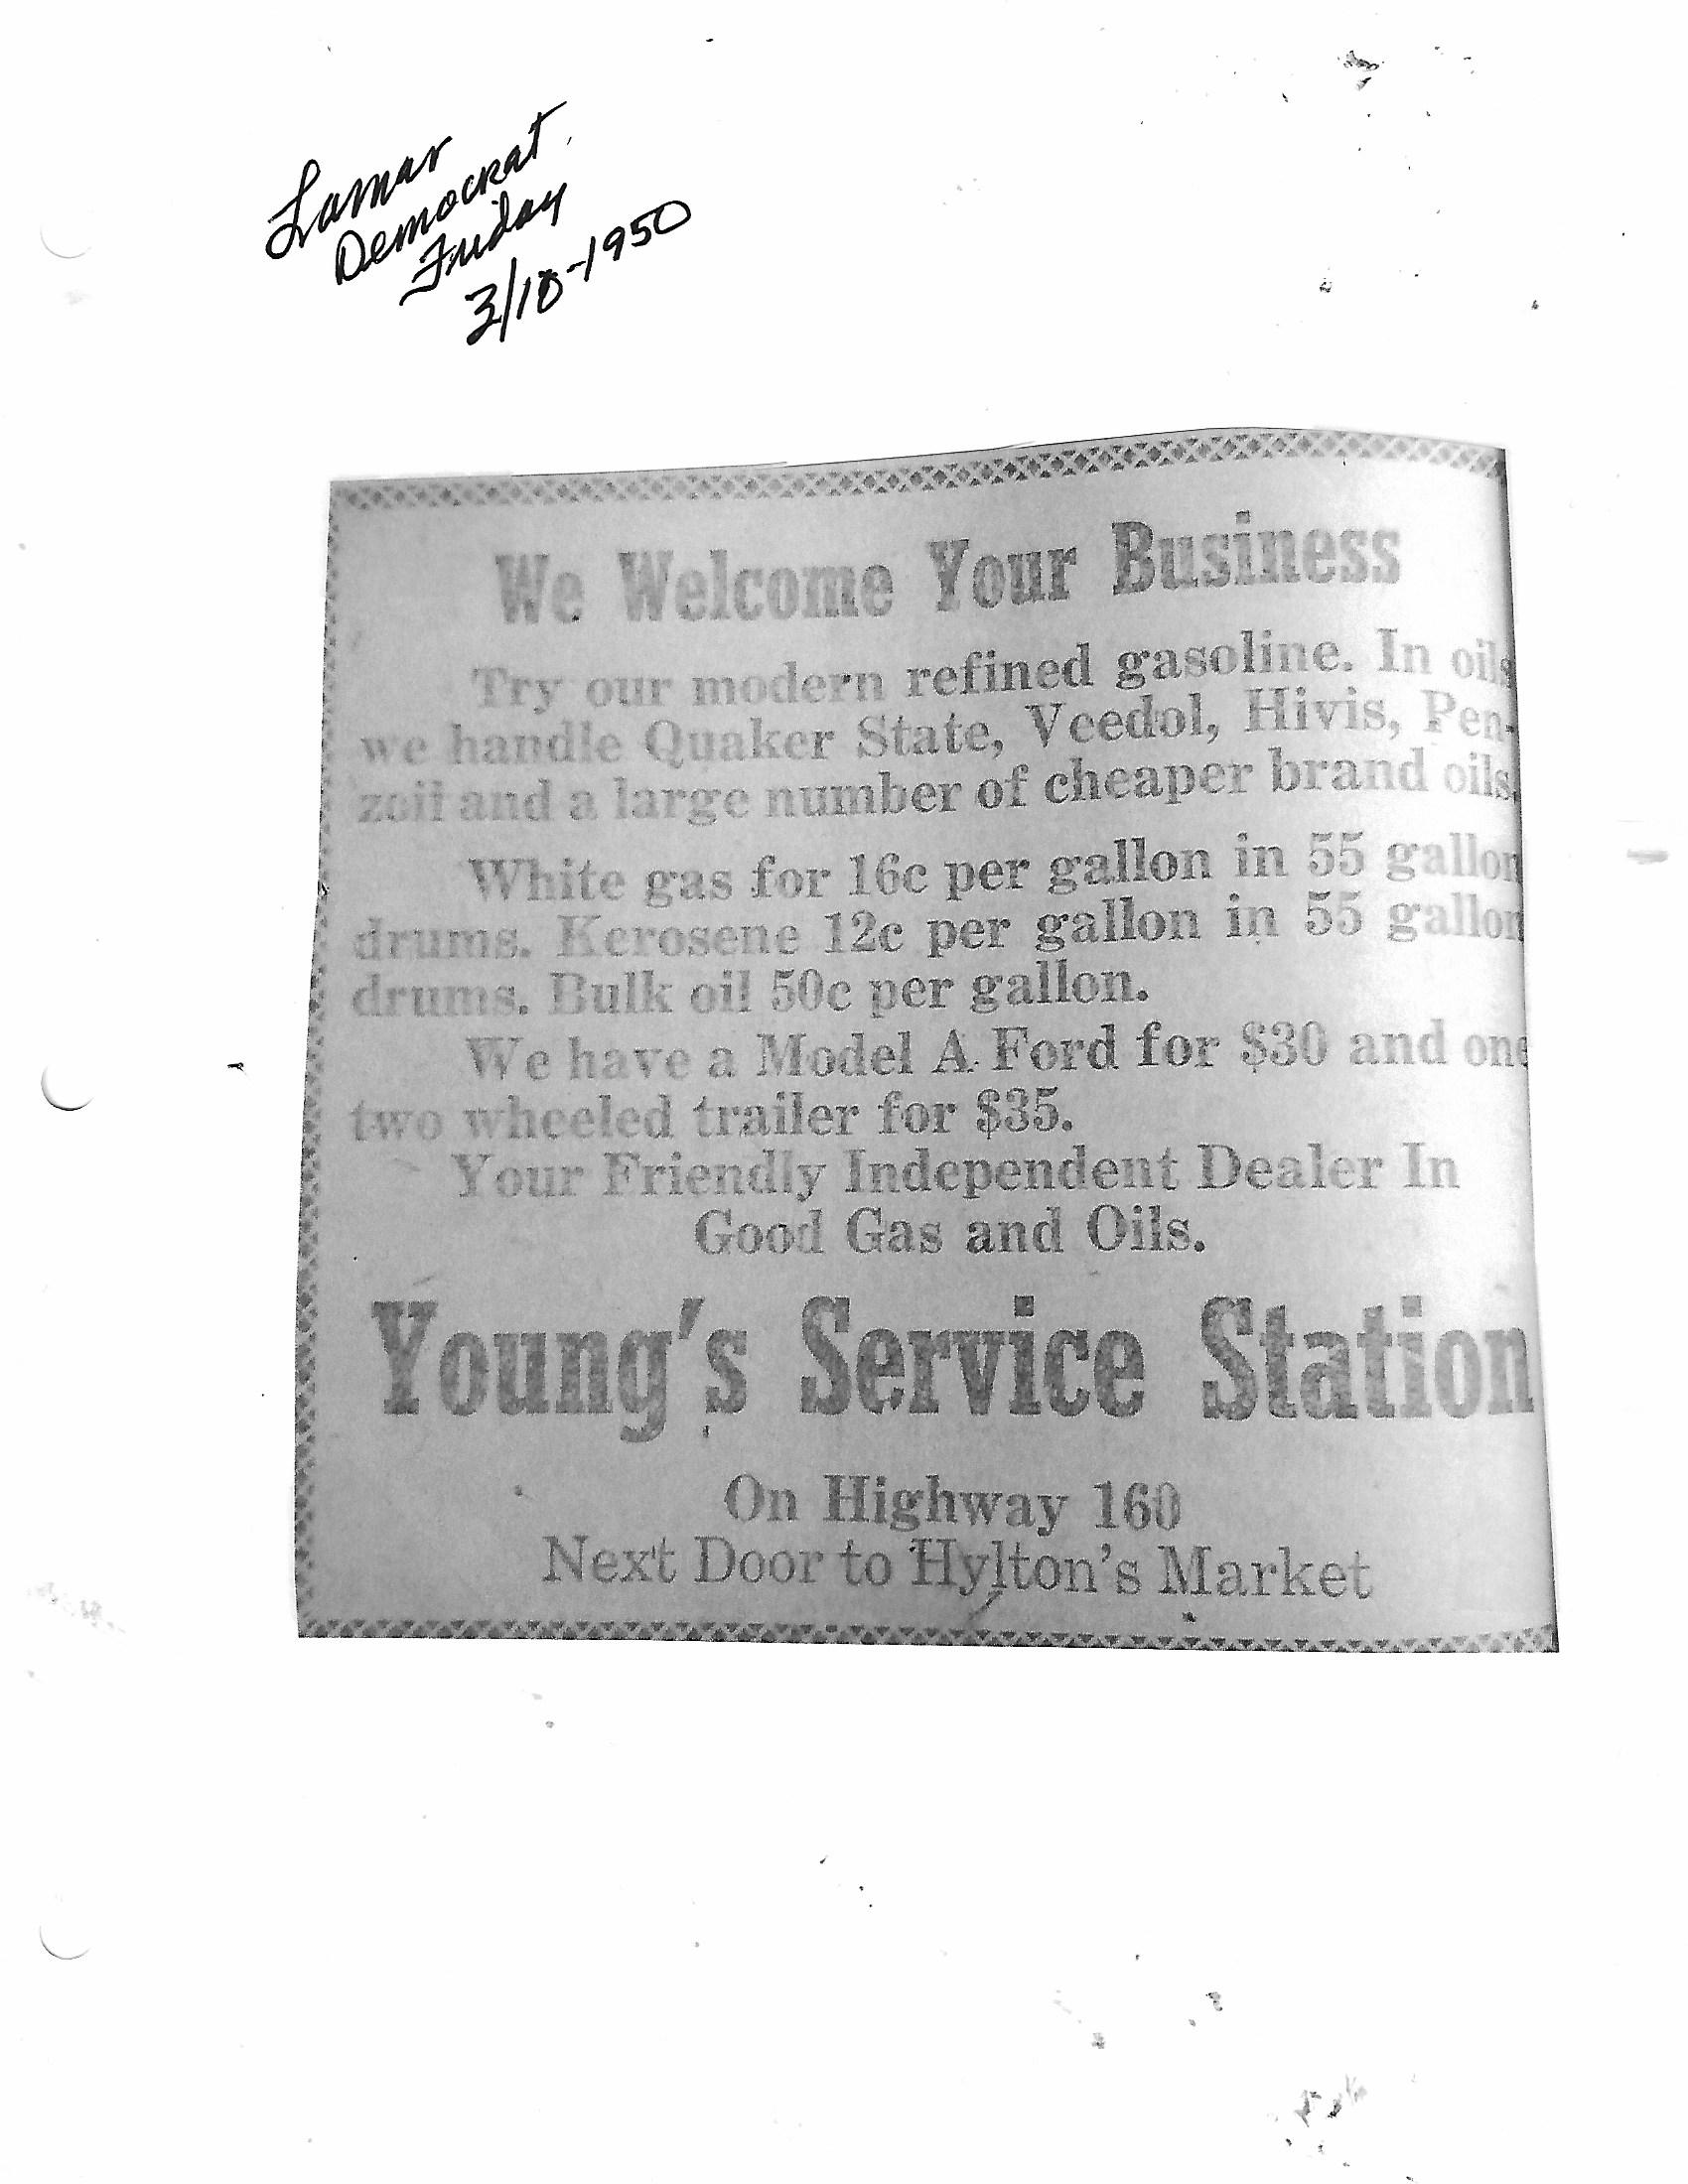 Lamar
Democrat
Friday
3/10-1950
We Welcome Your Business
Try our modern refined gasoline. In oils
we handle Quaker State, Veedol, Hivis, Pen-
zoil and a large number of cheaper brand oils.
White gas for 16c per gallon in 55 gallon
drums. Kerosene 12c per gallon in 55 gallon
drums. Bulk oil 50c per gallon.
We have a Model A Ford for $30 and one
two wheeled trailer for $35.
Your Friendly Independent Dealer In
Good Gas and Oils.
Young's Service Station
On Highway 160
Next Door to Hylton's Market